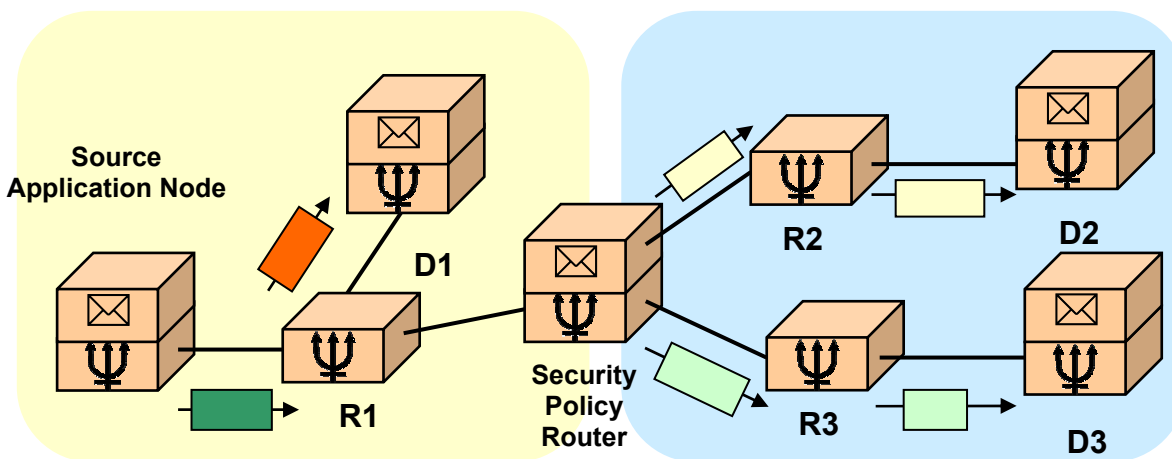 Source
Application Node
D1
R1
Security
Policy
Router
R2
D2
R3
D3